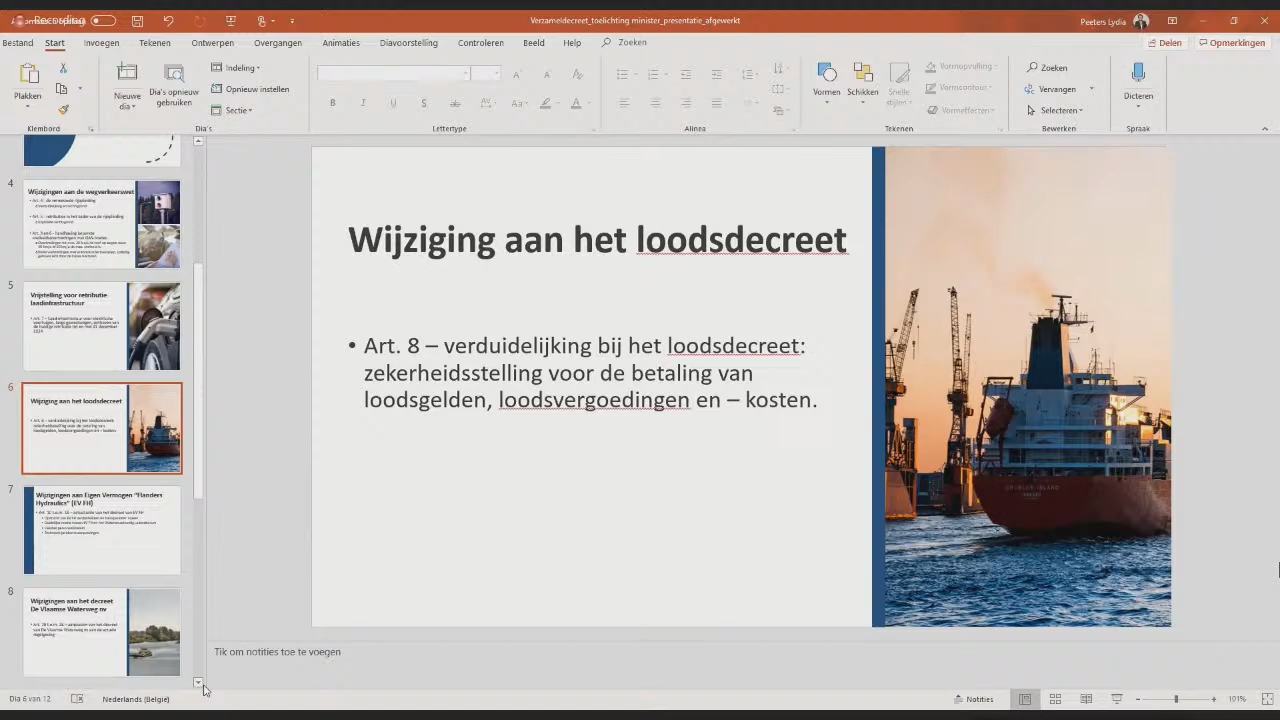 Recording
Verzameldecreet_toelichting minister_presentatie_afgewerkt
Peeters Lydia
Bestand Start Invoegen Tekenen Ontwerpen Overgangen Animaties Diavoorstelling Controleren Beeld Help Zoeken
Delen Opmerkingen
Plakken
Klembord
Nieuwe dia
Dia's opnieuw gebruiken
Indeling
Opnieuw instellen
Sectie
Dia's
Lettertype
Alinea
Vormen
Schikken
Snelle stijlen
Vormopvulling
Vormcontour
Vormeffecten
Tekenen
Zoeken
Vervangen
Selecteren
Bewerken
Dicteren
Spraak
4
Wijzigingen aan de wegverkeerswet
5
Vrijstelling voor retributie
laadinfrastructuur
6
Wijziging aan het loodsdecreet
7
Wijzigingen aan Eigen Vermogen "Flanders
Hydraulics" (EV FH)
8
Wijzigingen aan het decreet
De Vlaamse Waterweg nv
Wijziging aan het loodsdecreet
• Art. 8 – verduidelijking bij het loodsdecreet:
zekerheidsstelling voor de betaling van
loodsgelden, loodsvergoedingen en – kosten.
Tik om notities toe te voegen
Dia 6 van 12
Nederlands (België)
Notities
101%